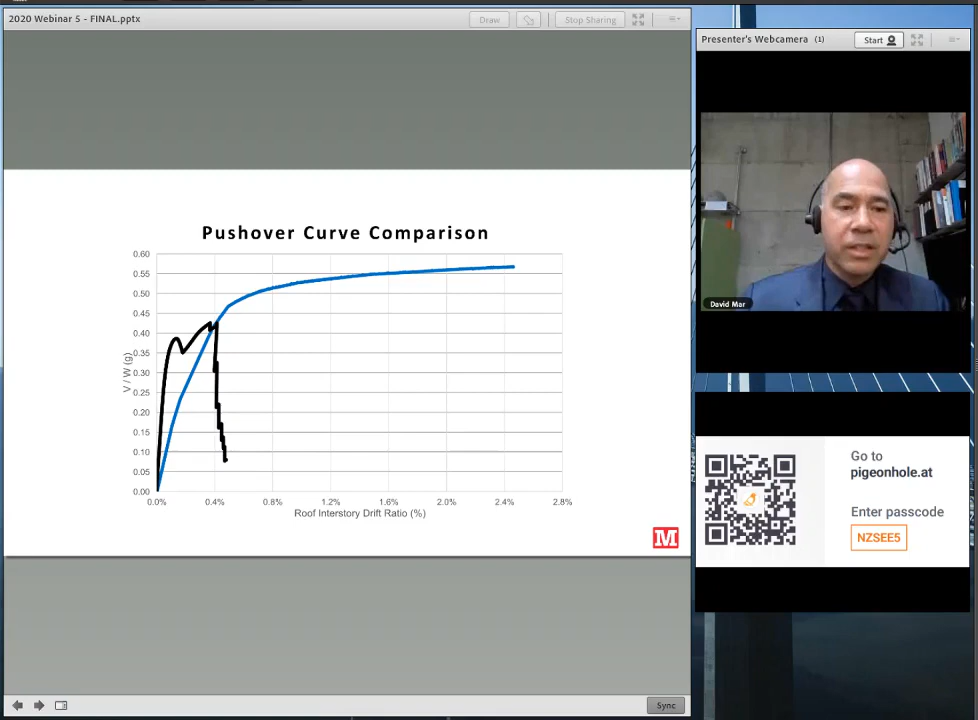 2020 Webinar 5 - FINAL.pptx
Draw
Stop Sharing
Presenter's Webcamera (1)
Start
David Mar
Pushover Curve Comparison
0.60
0.55
0.50
0.45
0.40
0.35
0.30
0.25
0.20
0.15
0.10
0.05
0.00
V / W (g)
0.0% 0.4% 0.8% 1.2% 1.6% 2.0% 2.4% 2.8%
Roof Interstory Drift Ratio (%)
M
Go to
pigeonhole.at
Enter passcode
NZSEE5
Sync